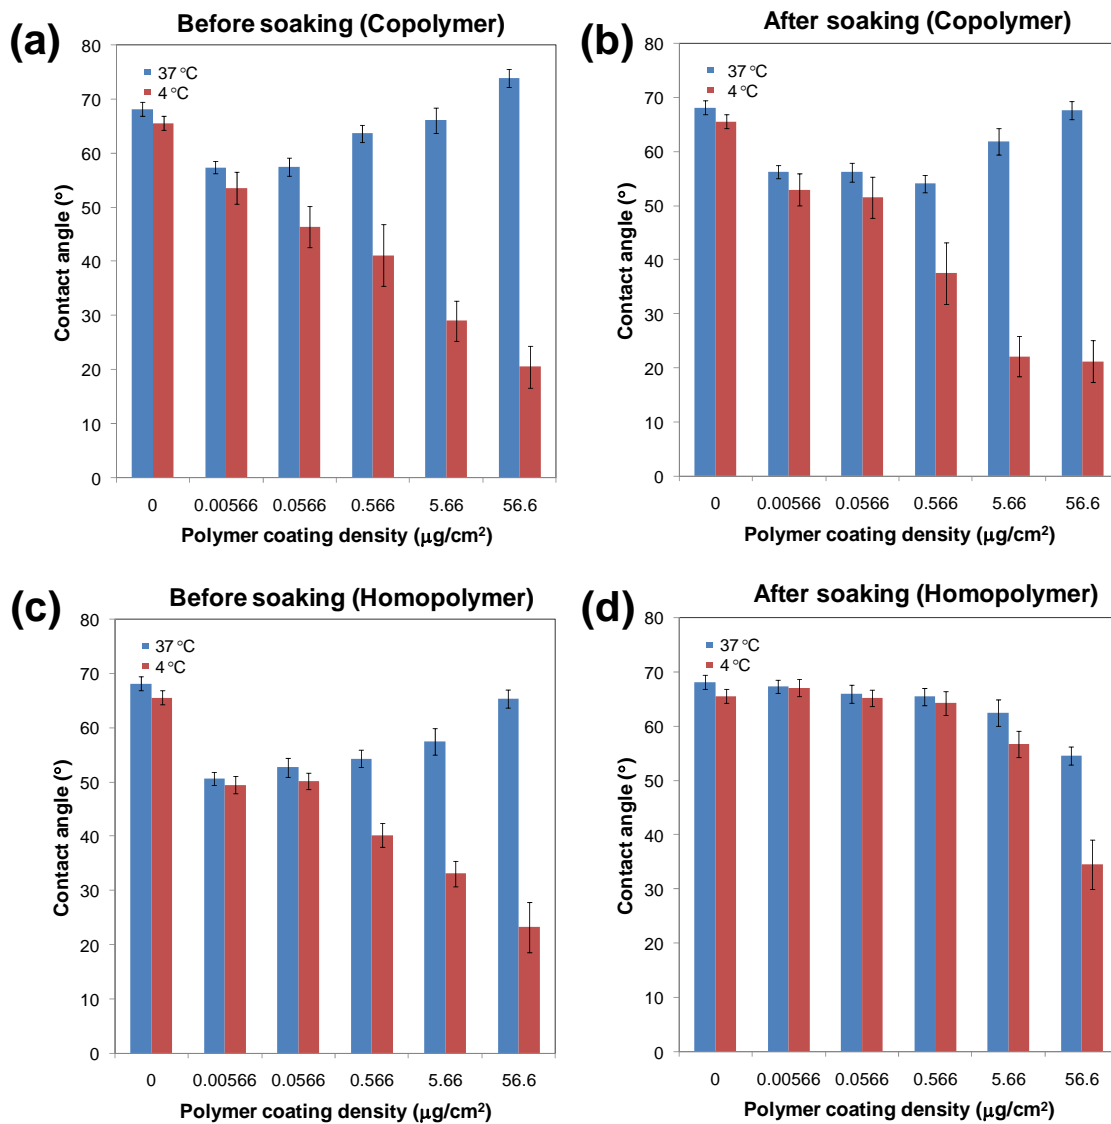 (a)
Before soaking (Copolymer)
37 °C
4 °C
Contact angle (°)
80
70
60
50
40
30
20
10
0
0 0.00566 0.0566 0.566 5.66 56.6
Polymer coating density (µg/cm²)
(b)
After soaking (Copolymer)
37 °C
4 °C
Contact angle (°)
80
70
60
50
40
30
20
10
0
0 0.00566 0.0566 0.566 5.66 56.6
Polymer coating density (µg/cm²)
(c)
Before soaking (Homopolymer)
37 °C
4 °C
Contact angle (°)
80
70
60
50
40
30
20
10
0
0 0.00566 0.0566 0.566 5.66 56.6
Polymer coating density (µg/cm²)
(d)
After soaking (Homopolymer)
37 °C
4 °C
Contact angle (°)
80
70
60
50
40
30
20
10
0
0 0.00566 0.0566 0.566 5.66 56.6
Polymer coating density (µg/cm²)